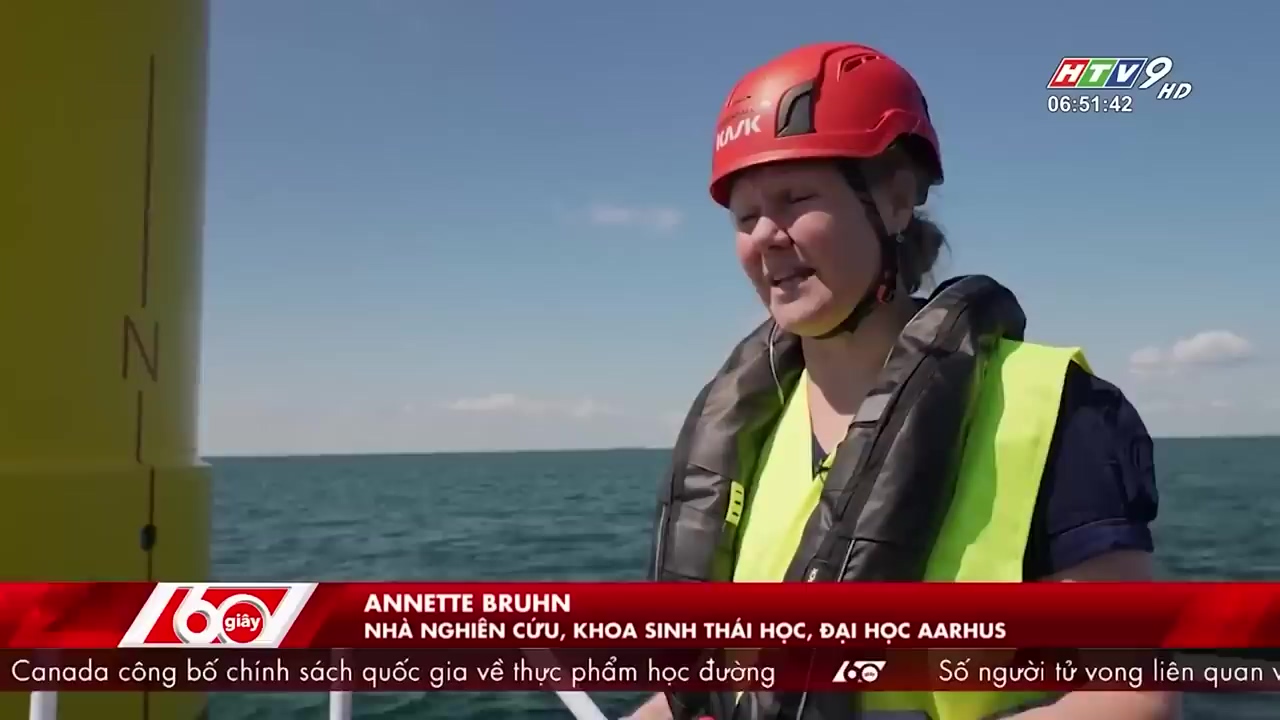 HTV9 HD
06:51:42
KASK
N
ANNETTE BRUHN
NHÀ NGHIÊN CỨU, KHOA SINH THÁI HỌC, ĐẠI HỌC AARHUS
60 giây
Canada công bố chính sách quốc gia về thực phẩm học đường 60 giây Số người tử vong liên quan